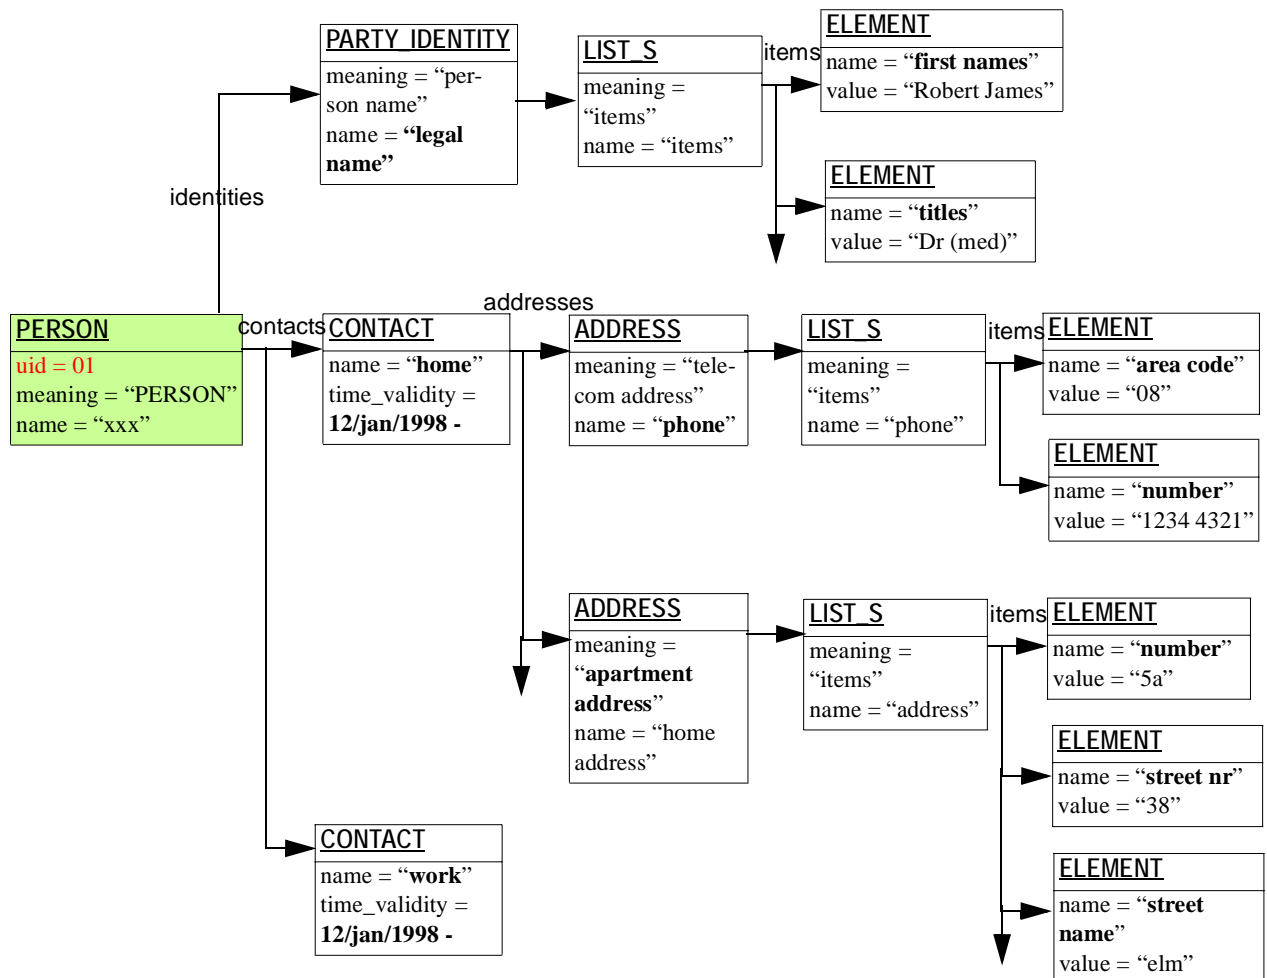 PARTY_IDENTITY
meaning = “per-
son name”
name = “legal
name”
LIST_S
meaning =
“items”
name = “items”
items
ELEMENT
name = “first names”
value = “Robert James”
ELEMENT
name = “titles”
value = “Dr (med)”
identities
PERSON
uid = 01
meaning = “PERSON”
name = “xxx”
contacts
CONTACT
name = “home”
time_validity =
12/jan/1998 -
addresses
ADDRESS
meaning = “tele-
com address”
name = “phone”
LIST_S
meaning =
“items”
name = “phone”
items
ELEMENT
name = “area code”
value = “08”
ELEMENT
name = “number”
value = “1234 4321”
ADDRESS
meaning =
“apartment
address”
name = “home
address”
LIST_S
meaning =
“items”
name = “address”
items
ELEMENT
name = “number”
value = “5a”
ELEMENT
name = “street nr”
value = “38”
ELEMENT
name = “street
name”
value = “elm”
CONTACT
name = “work”
time_validity =
12/jan/1998 -